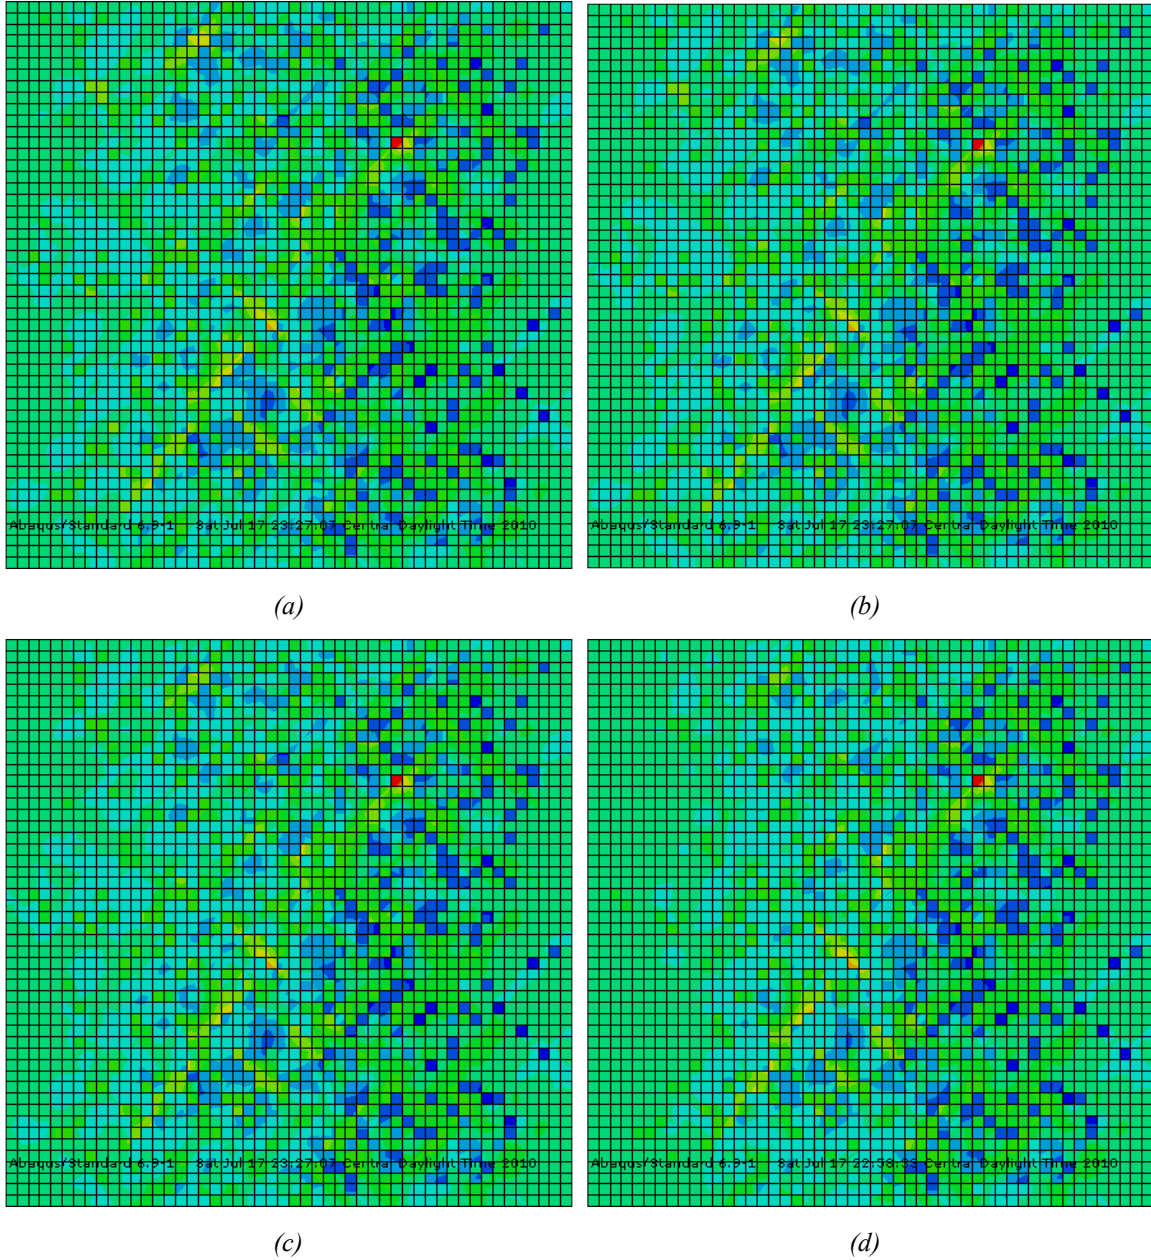 Abaqus/Standard 6.9-1    Sat Jul 17 23:27:07 Central Daylight Time 2010
Abaqus/Standard 6.9-1    Sat Jul 17 23:27:07 Central Daylight Time 2010
(a)
(b)
Abaqus/Standard 6.9-1    Sat Jul 17 23:27:07 Central Daylight Time 2010
Abaqus/Standard 6.9-1    Sat Jul 17 22:58:33 Central Daylight Time 2010
(c)
(d)